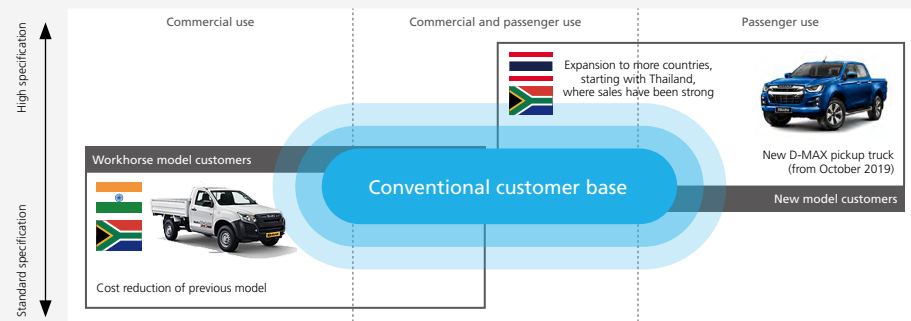 Commercial use
Commercial and passenger use
Passenger use
High specification
Standard specification
Expansion to more countries,
starting with Thailand,
where sales have been strong
New D-MAX pickup truck
(from October 2019)
New model customers
Workhorse model customers
Conventional customer base
Cost reduction of previous model